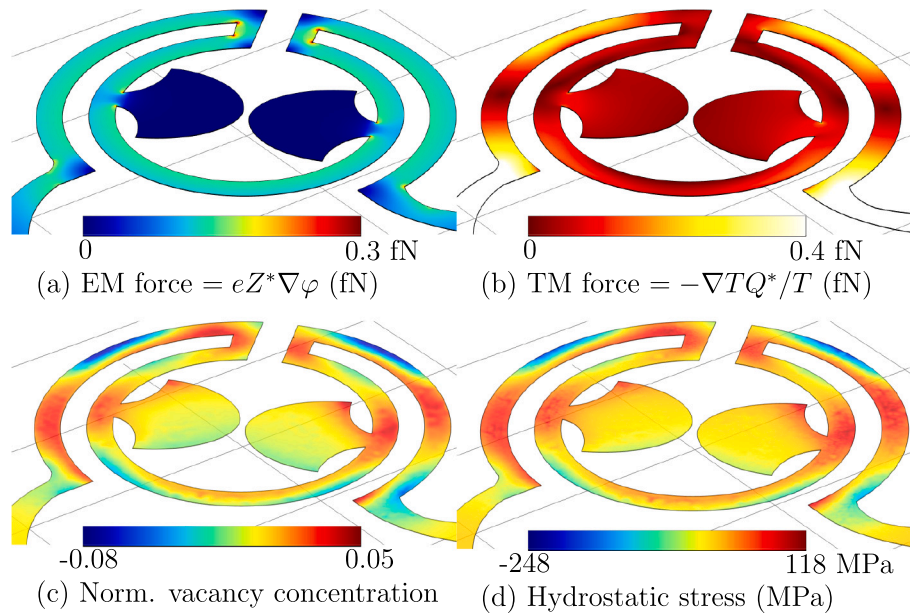 0 0.3 fN
0 0.4 fN
(a) EM force = eZ*∇φ (fN)
(b) TM force = −∇TQ*/T (fN)
-0.08 0.05
-248 118 MPa
(c) Norm. vacancy concentration
(d) Hydrostatic stress (MPa)